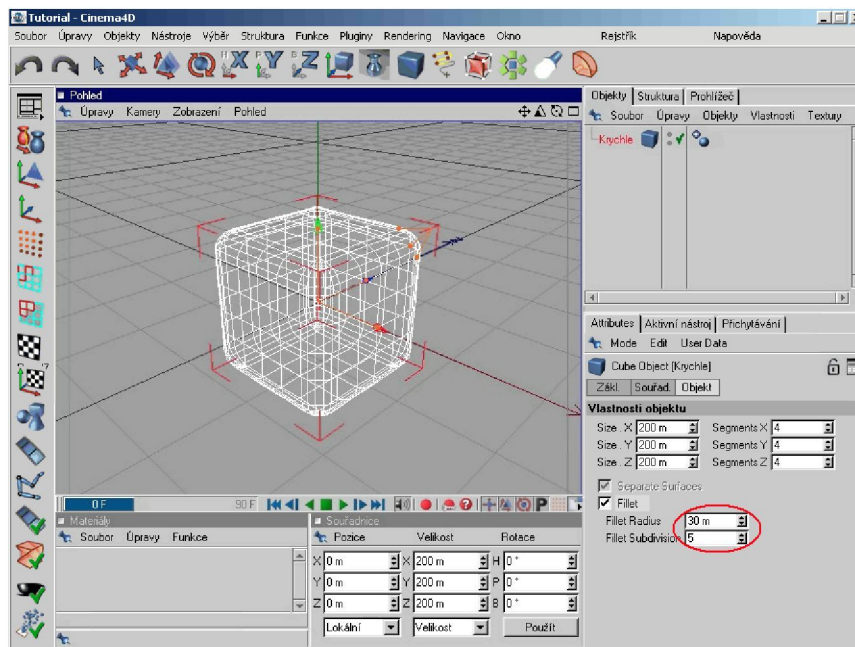 Tutorial - Cinema4D
Soubor Úpravy Objekty Nástroje Výběr Struktura Funkce Pluginy Rendering Navigace Okno Rejstřík Napověda
Pohled
Úpravy Kamery Zobrazení Pohled
Objekty Struktura Prohlížeč
Soubor Úpravy Objekty Vlastnosti Textury
Krychle
Attributes Aktivní nástroj Přichytávání
Mode Edit User Data
Cube Object [Krychle]
Zákl. Souřad. Objekt
Vlastnosti objektu
Size . X 200 m Segments X 4
Size . Y 200 m Segments Y 4
Size . Z 200 m Segments Z 4
Separate Surfaces
Fillet
Fillet Radius 30 m
Fillet Subdivision 5
0 F 90 F
Materiály
Soubor Úpravy Funkce
Souřadnice
Pozice Velikost Rotace
X 0 m X 200 m H 0 °
Y 0 m Y 200 m P 0 °
Z 0 m Z 200 m B 0 °
Lokální Velikost Použít